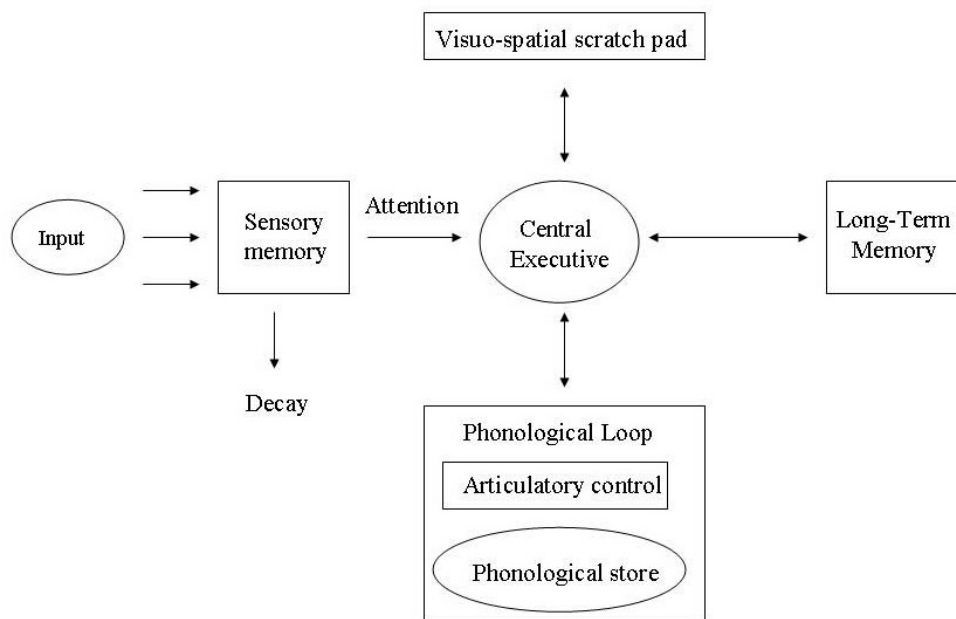 Visuo-spatial scratch pad
Input
Sensory
memory
Attention
Central
Executive
Long-Term
Memory
Decay
Phonological Loop
Articulatory control
Phonological store